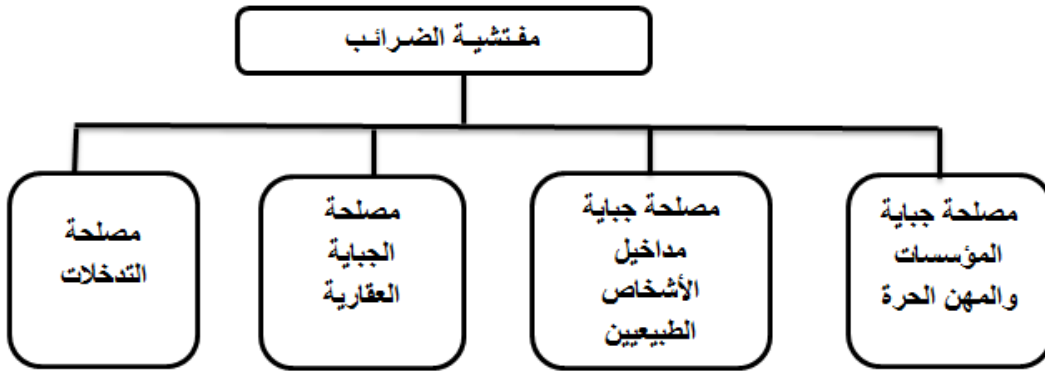 مفتشية الضرائب
مصلحة جباية
المؤسسات
والمهن الحرة
مصلحة جباية
مداخيل
الأشخاص
الطبيعيين
مصلحة
الجباية
العقارية
مصلحة
التدخلات